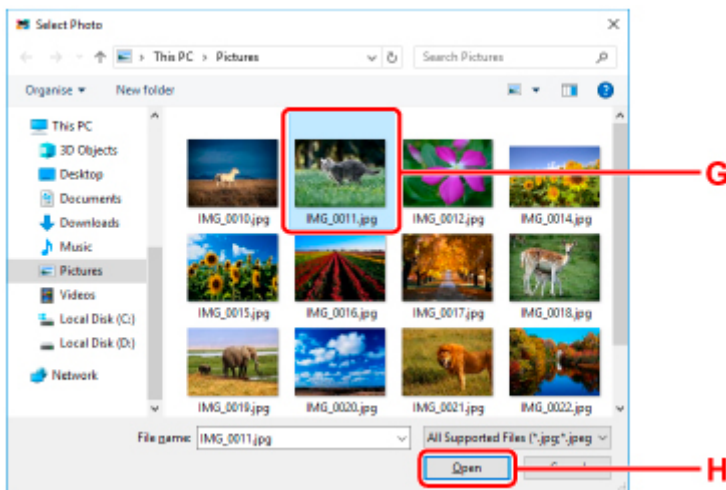 Select Photo
This PC > Pictures
Search Pictures
Organise
New folder
This PC
3D Objects
Desktop
Documents
Downloads
Music
Pictures
Videos
Local Disk (C:)
Local Disk (D:)
Network
IMG_0010.jpg
IMG_0011.jpg
IMG_0012.jpg
IMG_0014.jpg
G
IMG_0015.jpg
IMG_0016.jpg
IMG_0017.jpg
IMG_0018.jpg
IMG_0019.jpg
IMG_0020.jpg
IMG_0021.jpg
IMG_0022.jpg
File name: IMG_0011.jpg
All Supported Files (*.jpg;*.jpeg
Open
H